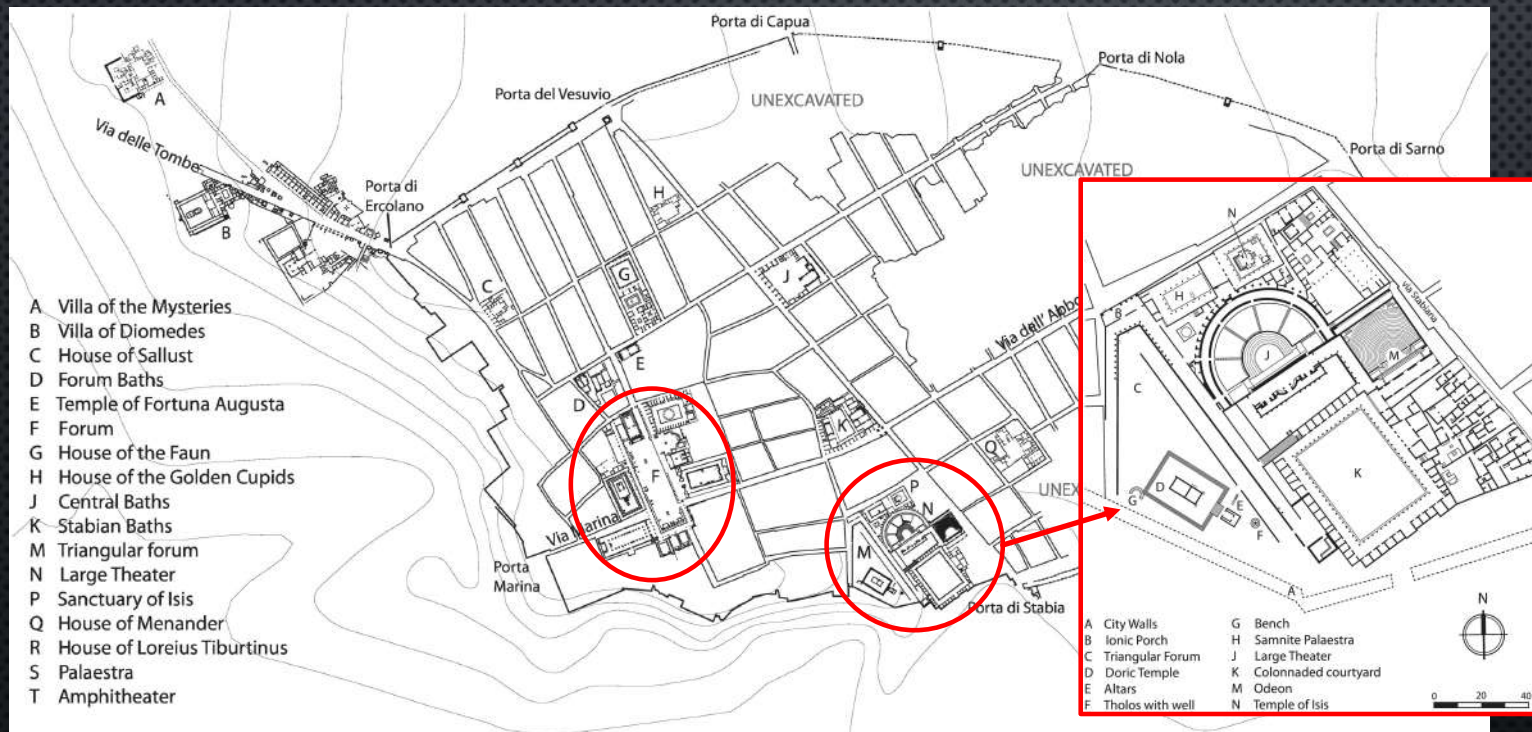 Porta di Capua
Porta di Nola
Porta del Vesuvio
UNEXCAVATED
A
Via delle Tombe
Porta di Sarno
UNEXCAVATED
Porta di
Ercolano
H
B
G
J
C
Via dell' Abbo
E
D
K
F
Q
UNEX
P
N
Via Marina
M
Porta
Marina
Porta di Stabia
A Villa of the Mysteries
B Villa of Diomedes
C House of Sallust
D Forum Baths
E Temple of Fortuna Augusta
F Forum
G House of the Faun
H House of the Golden Cupids
J Central Baths
K Stabian Baths
M Triangular forum
N Large Theater
P Sanctuary of Isis
Q House of Menander
R House of Loreius Tiburtinus
S Palaestra
T Amphitheater
N
H
via Stabiana
B
J
M
C
K
D
G
E
F
A
N
A City Walls
B Ionic Porch
C Triangular Forum
D Doric Temple
E Altars
F Tholos with well
G Bench
H Samnite Palaestra
J Large Theater
K Colonnaded courtyard
M Odeon
N Temple of Isis
0 20 40